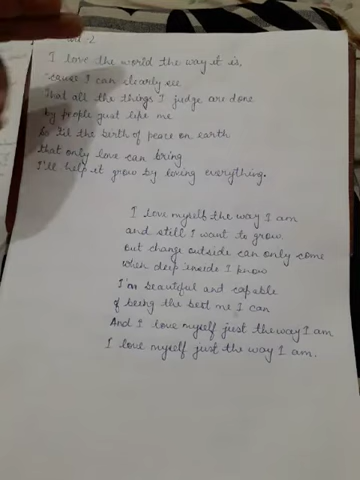 I love the world the way it is,
'cause I can clearly see
that all the things I judge are done
by people just like me
So 'til the birth of peace on earth
that only love can bring
I'll help it grow by loving everything.
I love myself the way I am
and still I want to grow
But change outside can only come
when deep inside I know
I'm beautiful and capable
of being the best me I can
And I love myself just the way I am
I love myself just the way I am.